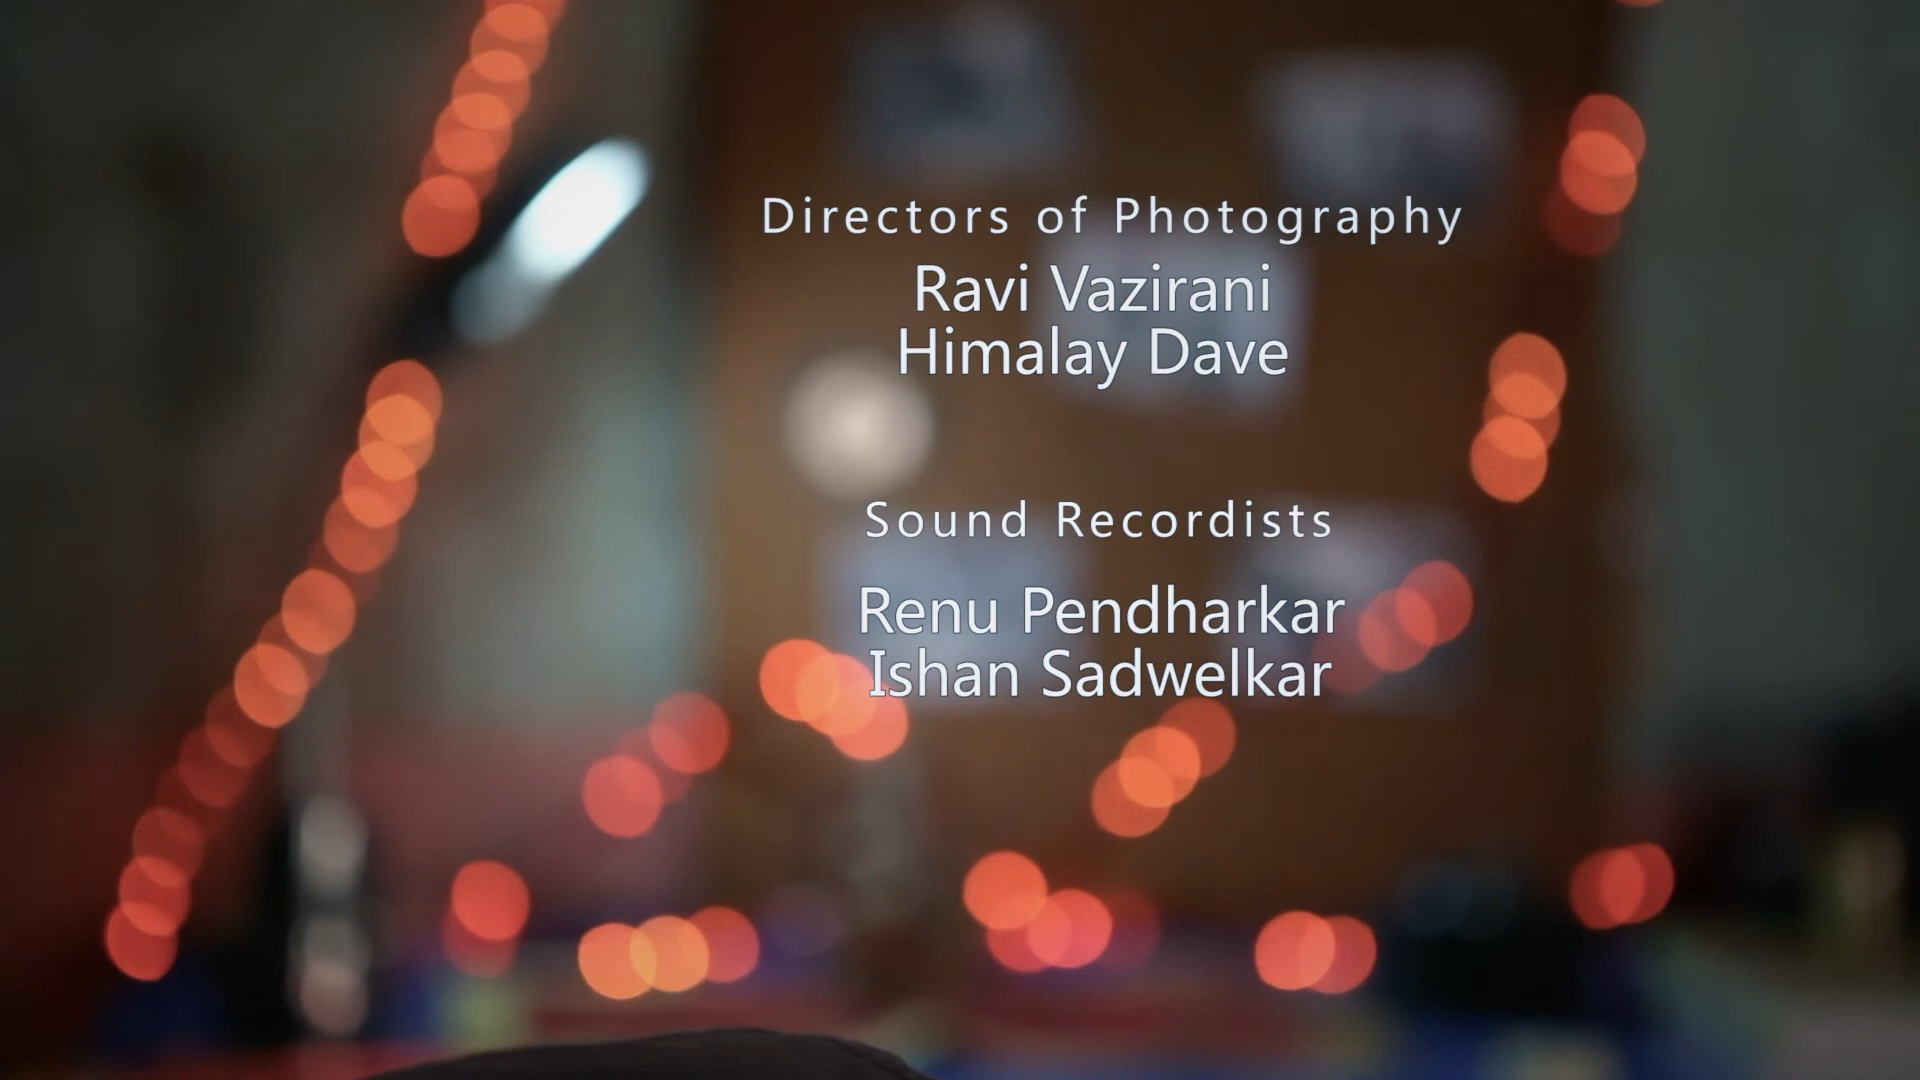 Directors of Photography
Ravi Vazirani
Himalay Dave
Sound Recordists
Renu Pendharkar
Ishan Sadwelkar